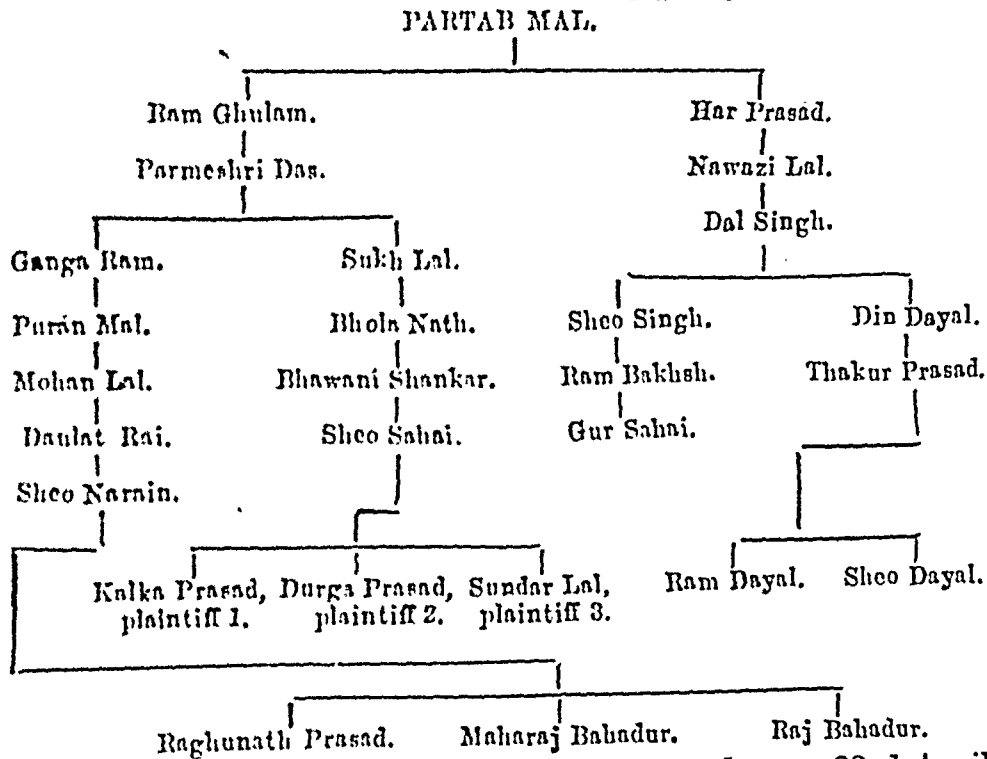 PARTAB MAL.
Ram Ghulam. Har Prasád.
Parmeshri Das. Nawazi Lal.
Dal Singh.
Ganga Ram. Sukh Lal.
Purán Mal. Bhola Nath. Sheo Singh. Din Dayal.
Mohan Lal. Bhawani Shankar. Ram Bakhsh. Thakur Prasad.
Daulat Rai. Sheo Sahai. Gur Sahai.
Sheo Narain.
Kalka Prasad, Durga Prasad, Sundar Lal, Ram Dayal. Sheo Dayal.
plaintiff 1. plaintiff 2. plaintiff 3.
Raghunath Prasad. Maharaj Bahadur. Raj Bahadur.